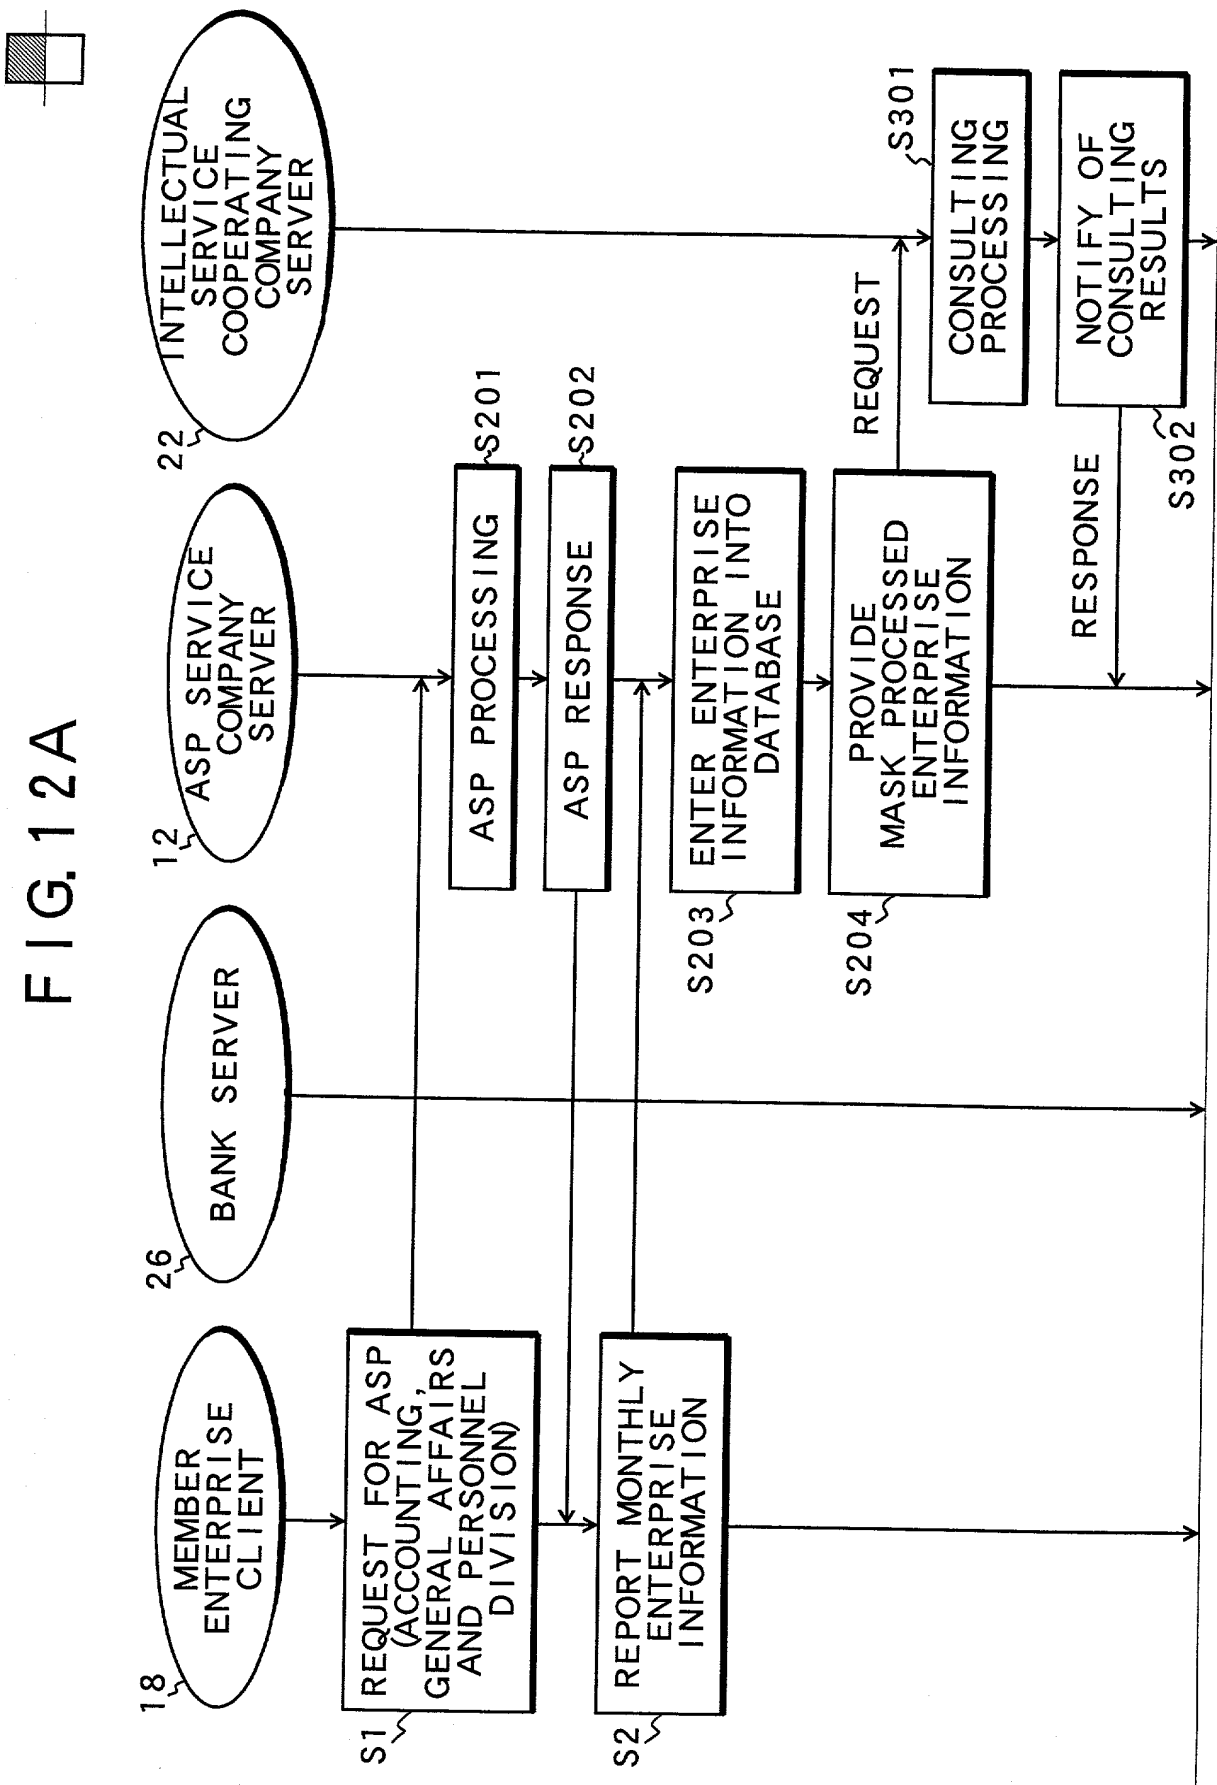 FIG.12A
18
MEMBER
ENTERPRISE
CLIENT
26
BANK SERVER
12
ASP SERVICE
COMPANY
SERVER
22
INTELLECTUAL
SERVICE
COOPERATING
COMPANY
SERVER
S1
REQUEST FOR ASP
(ACCOUNTING,
GENERAL AFFAIRS
AND PERSONNEL
DIVISION)
ASP PROCESSING
S201
ASP RESPONSE
S202
S2
REPORT MONTHLY
ENTERPRISE
INFORMATION
S203
ENTER ENTERPRISE
INFORMATION INTO
DATABASE
S204
PROVIDE
MASK PROCESSED
ENTERPRISE
INFORMATION
REQUEST
S301
CONSULTING
PROCESSING
RESPONSE
NOTIFY OF
CONSULTING
RESULTS
S302